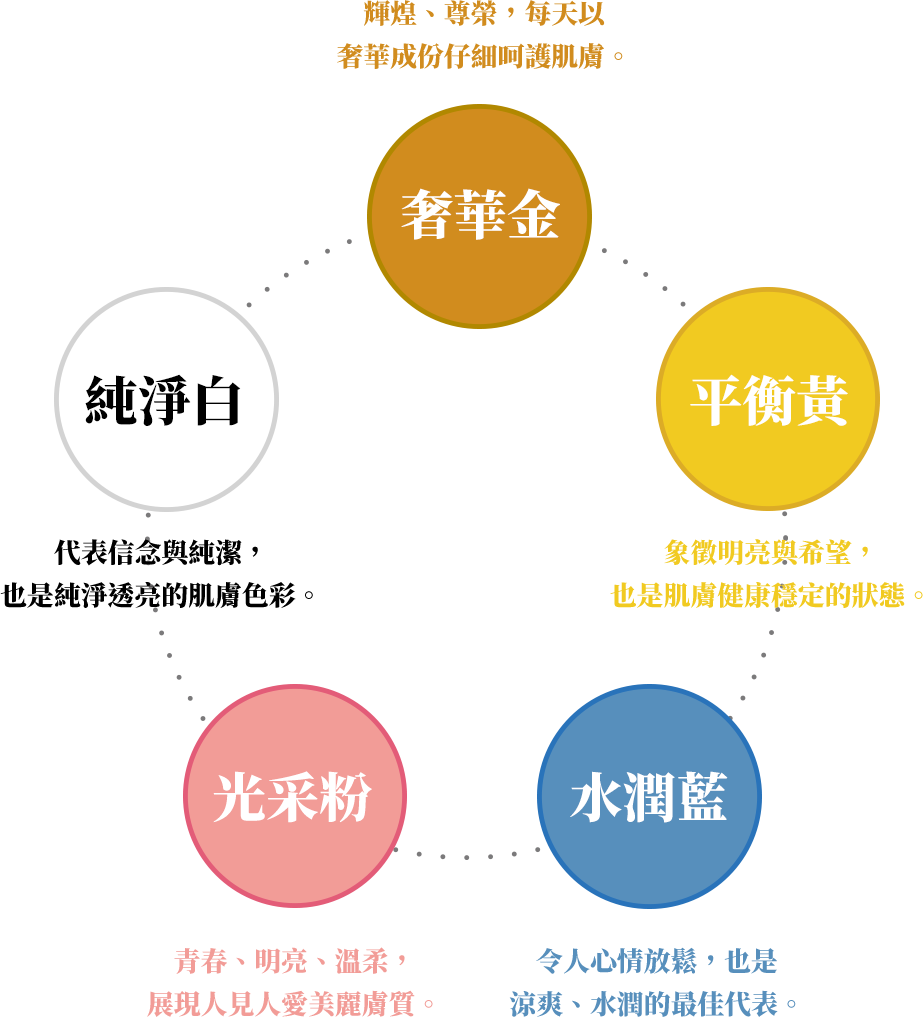 輝煌、尊榮，每天以
奢華成份仔細呵護肌膚。
奢華金
純淨白
代表信念與純潔，
也是純淨透亮的肌膚色彩。
平衡黃
象徵明亮與希望，
也是肌膚健康穩定的狀態。
光采粉
青春、明亮、溫柔，
展現人見人愛美麗膚質。
水潤藍
令人心情放鬆，也是
涼爽、水潤的最佳代表。